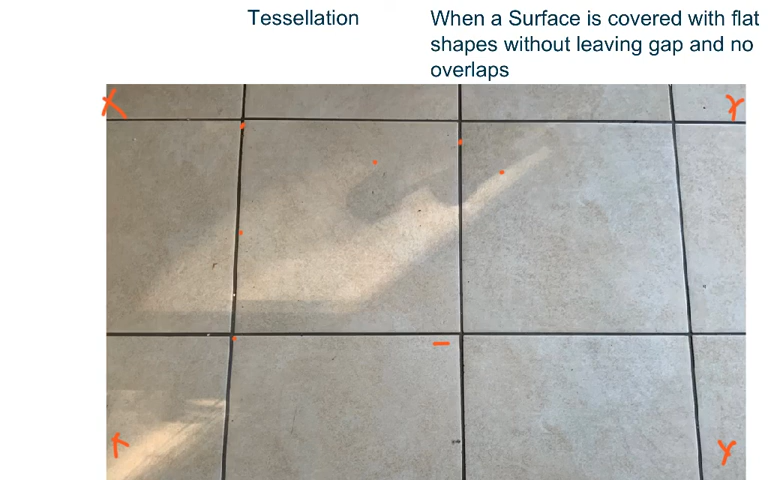 Tessellation
When a Surface is covered with flat
shapes without leaving gap and no
overlaps